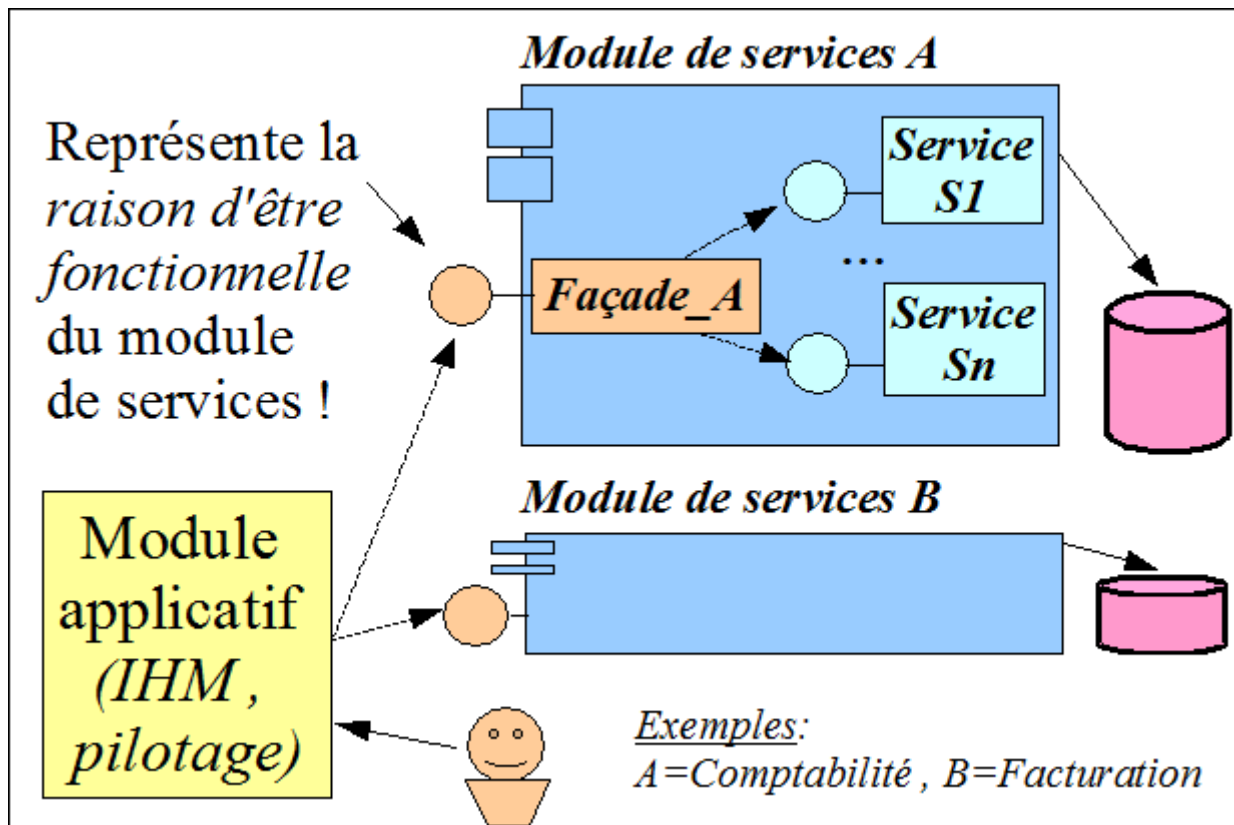 Module de services A
Représente la
raison d'être
fonctionnelle
du module
de services !
Service
S1
...
Façade_A
Service
Sn
Module de services B
Module
applicatif
(IHM ,
pilotage)
Exemples:
A=Comptabilité , B=Facturation